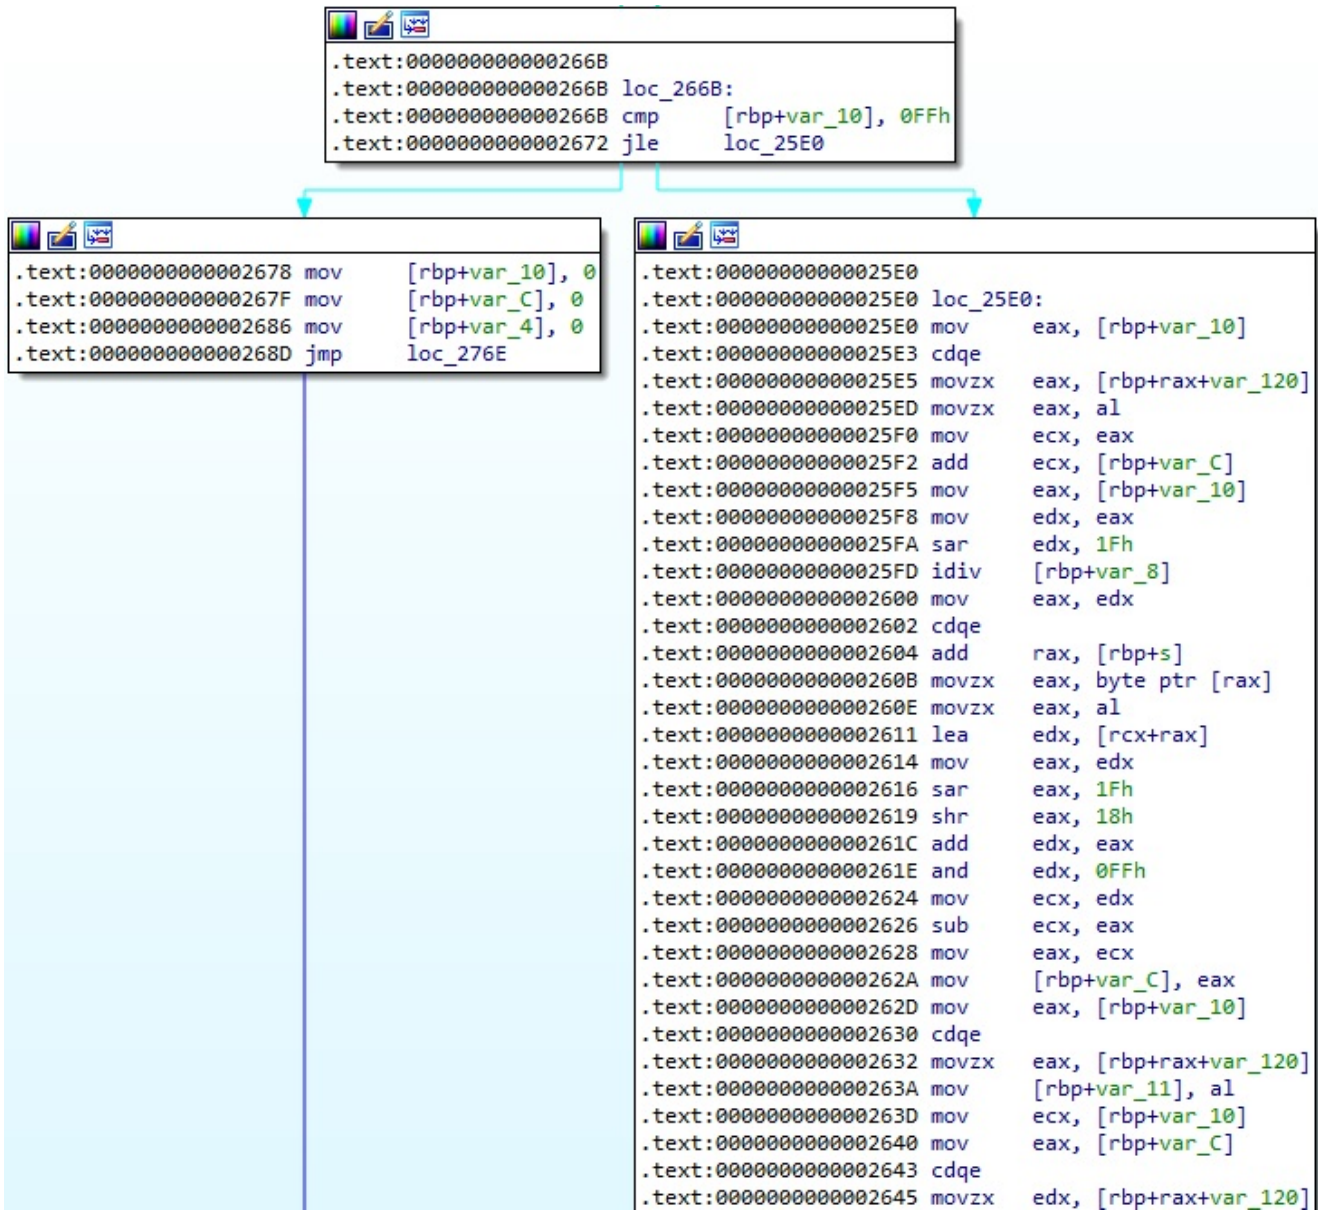 .text:000000000000266B
.text:000000000000266B loc_266B:
.text:000000000000266B cmp [rbp+var_10], 0FFh
.text:0000000000002672 jle loc_25E0
.text:0000000000002678 mov [rbp+var_10], 0
.text:000000000000267F mov [rbp+var_C], 0
.text:0000000000002686 mov [rbp+var_4], 0
.text:000000000000268D jmp loc_276E
.text:00000000000025E0
.text:00000000000025E0 loc_25E0:
.text:00000000000025E0 mov eax, [rbp+var_10]
.text:00000000000025E3 cdqe
.text:00000000000025E5 movzx eax, [rbp+rax+var_120]
.text:00000000000025ED movzx eax, al
.text:00000000000025F0 mov ecx, eax
.text:00000000000025F2 add ecx, [rbp+var_C]
.text:00000000000025F5 mov eax, [rbp+var_10]
.text:00000000000025F8 mov edx, eax
.text:00000000000025FA sar edx, 1Fh
.text:00000000000025FD idiv [rbp+var_8]
.text:0000000000002600 mov eax, edx
.text:0000000000002602 cdqe
.text:0000000000002604 add rax, [rbp+s]
.text:000000000000260B movzx eax, byte ptr [rax]
.text:000000000000260E movzx eax, al
.text:0000000000002611 lea edx, [rcx+rax]
.text:0000000000002614 mov eax, edx
.text:0000000000002616 sar eax, 1Fh
.text:0000000000002619 shr eax, 18h
.text:000000000000261C add edx, eax
.text:000000000000261E and edx, 0FFh
.text:0000000000002624 mov ecx, edx
.text:0000000000002626 sub ecx, eax
.text:0000000000002628 mov eax, ecx
.text:000000000000262A mov [rbp+var_C], eax
.text:000000000000262D mov eax, [rbp+var_10]
.text:0000000000002630 cdqe
.text:0000000000002632 movzx eax, [rbp+rax+var_120]
.text:000000000000263A mov [rbp+var_11], al
.text:000000000000263D mov ecx, [rbp+var_10]
.text:0000000000002640 mov eax, [rbp+var_C]
.text:0000000000002643 cdqe
.text:0000000000002645 movzx edx, [rbp+rax+var_120]